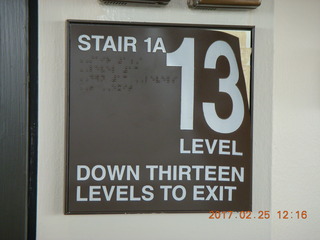 STAIR 1A
13
LEVEL
DOWN THIRTEEN
LEVELS TO EXIT
2017.02.25 12:16